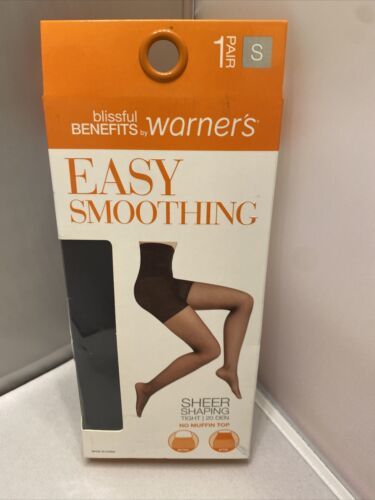 1 PAIR S
blissful
BENEFITS by warner's®
EASY
SMOOTHING
SHEER
SHAPING
TIGHT | 20 DEN
NO MUFFIN TOP